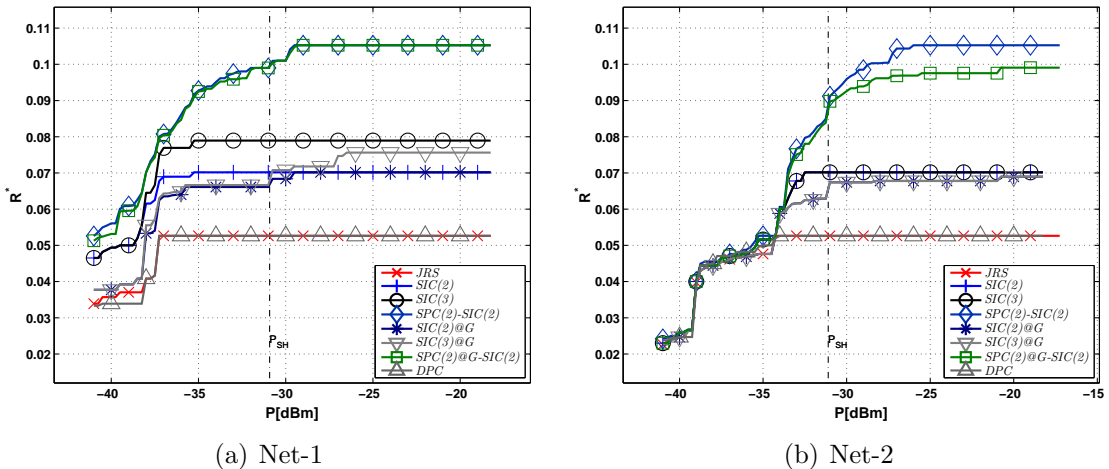 0.11
0.1
0.09
0.08
0.07
0.06
0.05
0.04
0.03
0.02
R*
−40
−35
−30
−25
−20
P[dBm]
P_SH
JRS
SIC(2)
SIC(3)
SPC(2)-SIC(2)
SIC(2)@G
SIC(3)@G
SPC(2)@G-SIC(2)
DPC
(a) Net-1
0.11
0.1
0.09
0.08
0.07
0.06
0.05
0.04
0.03
0.02
R*
−40
−35
−30
−25
−20
−15
P[dBm]
P_SH
JRS
SIC(2)
SIC(3)
SPC(2)-SIC(2)
SIC(2)@G
SIC(3)@G
SPC(2)@G-SIC(2)
DPC
(b) Net-2